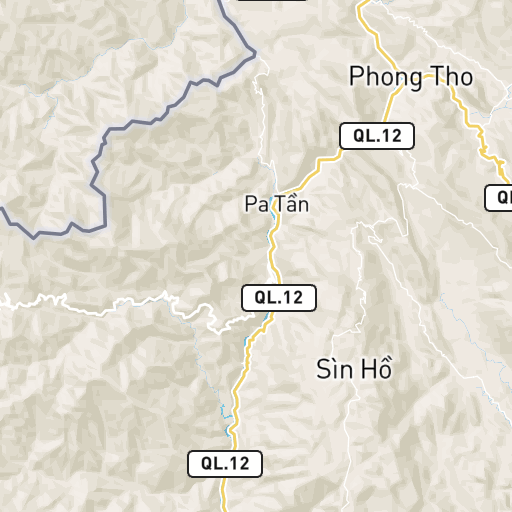 Phong Tho
QL.12
Pa Tần
QL.12
Sìn Hồ
QL.12